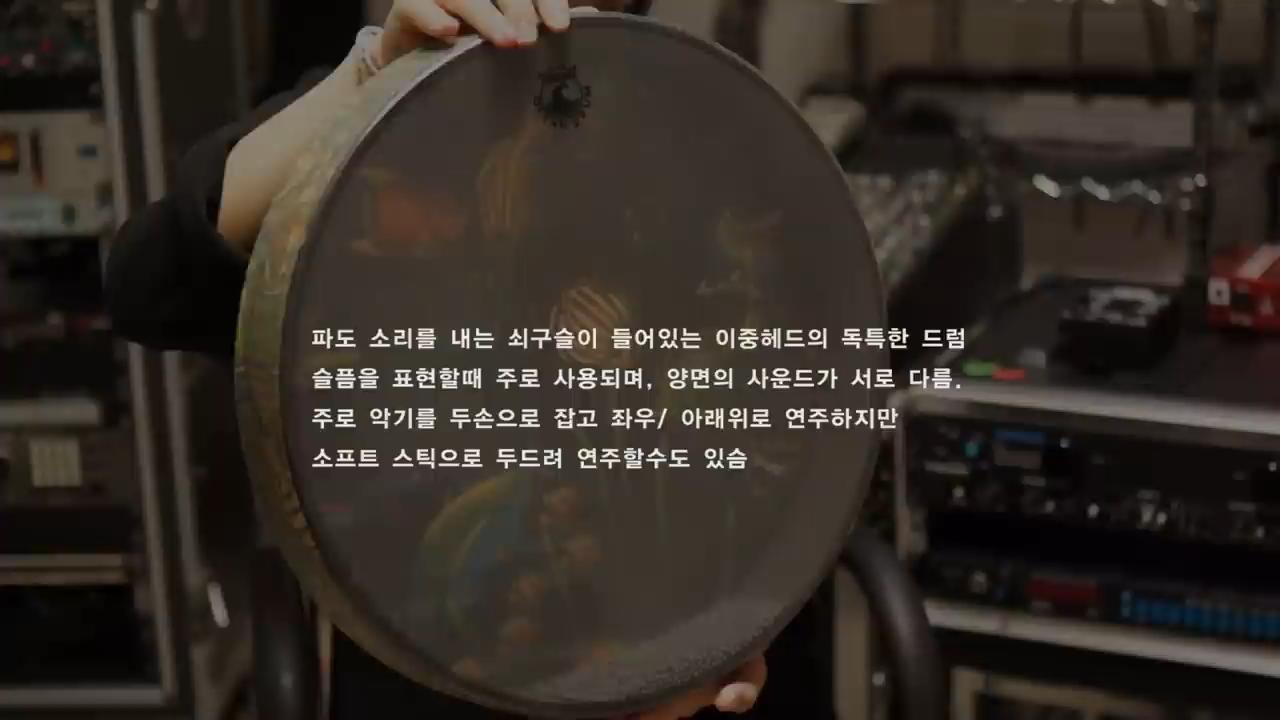 파도 소리를 내는 쇠구슬이 들어있는 이중헤드의 독특한 드럼
슬픔을 표현할때 주로 사용되며, 양면의 사운드가 서로 다름.
주로 악기를 두손으로 잡고 좌우/ 아래위로 연주하지만
소프트 스틱으로 두드려 연주할수도 있슴